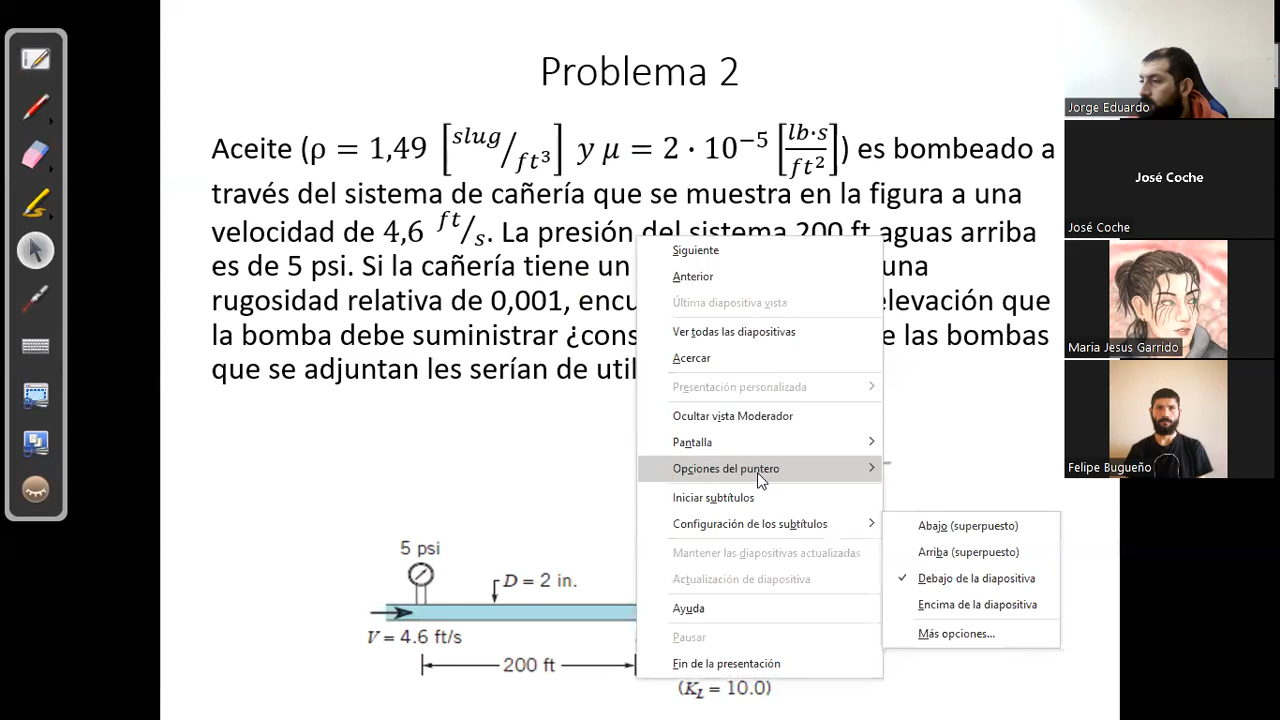 Problema 2
Aceite (ρ = 1,49 [slug/ft³] y μ = 2 · 10⁻⁵ [lb·s/ft²]) es bombeado a
través del sistema de cañería que se muestra en la figura a una
velocidad de 4,6 ft/s. La presión del sistema 200 ft aguas arriba
es de 5 psi. Si la cañería tiene un una
rugosidad relativa de 0,001, elevación que
la bomba debe suministrar las bombas
que se adjuntan les serían de
Siguiente
Anterior
Última diapositiva vista
Ver todas las diapositivas
Acercar
Presentación personalizada
Ocultar vista Moderador
Pantalla
Opciones del puntero
Iniciar subtítulos
Configuración de los subtítulos
Mantener las diapositivas actualizadas
Actualización de diapositiva
Ayuda
Pausar
Fin de la presentación
Abajo (superpuesto)
Arriba (superpuesto)
Debajo de la diapositiva
Encima de la diapositiva
Más opciones...
5 psi
D = 2 in.
V = 4.6 ft/s
200 ft
(K_L = 10.0)
Jorge Eduardo
José Coche
José Coche
Maria Jesus Garrido
Felipe Bugueño